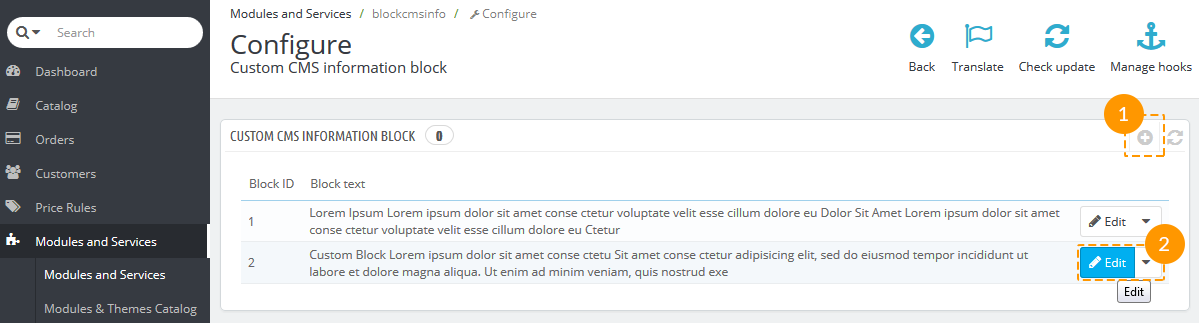 Search
Dashboard
Catalog
Orders
Customers
Price Rules
Modules and Services
Modules and Services
Modules & Themes Catalog
Modules and Services / blockcmsinfo / Configure
Configure
Custom CMS information block
Back
Translate
Check update
Manage hooks
1
CUSTOM CMS INFORMATION BLOCK 0
Block ID Block text
1
Lorem Ipsum Lorem ipsum dolor sit amet conse ctetur voluptate velit esse cillum dolore eu Dolor Sit Amet Lorem ipsum dolor sit amet
conse ctetur voluptate velit esse cillum dolore eu Ctetur
Edit
2
Custom Block Lorem ipsum dolor sit amet conse ctetu Sit amet conse ctetur adipisicing elit, sed do eiusmod tempor incididunt ut
labore et dolore magna aliqua. Ut enim ad minim veniam, quis nostrud exe
Edit
2
Edit